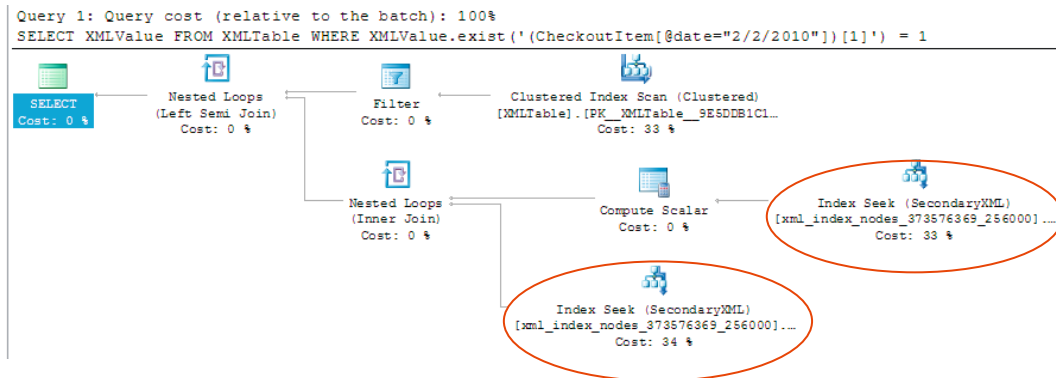 Query 1: Query cost (relative to the batch): 100%
SELECT XMLValue FROM XMLTable WHERE XMLValue.exist('(CheckoutItem[@date="2/2/2010"])[1]') = 1
SELECT
Cost: 0 %
Nested Loops
(Left Semi Join)
Cost: 0 %
Filter
Cost: 0 %
Clustered Index Scan (Clustered)
[XMLTable].[PK__XMLTable__9E5DDB1C1…
Cost: 33 %
Nested Loops
(Inner Join)
Cost: 0 %
Compute Scalar
Cost: 0 %
Index Seek (SecondaryXML)
[xml_index_nodes_373576369_256000].…
Cost: 33 %
Index Seek (SecondaryXML)
[xml_index_nodes_373576369_256000].…
Cost: 34 %